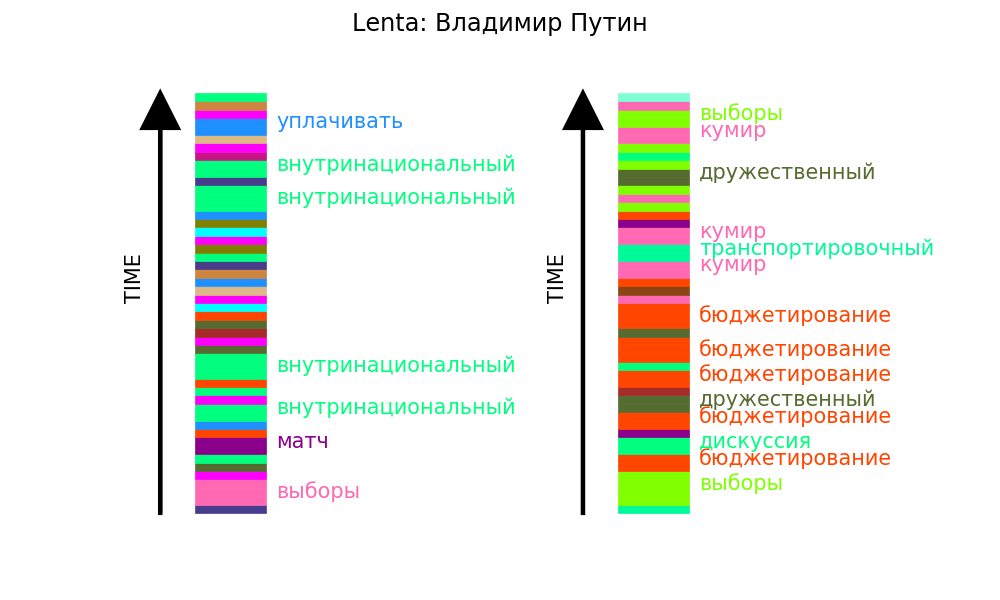 Lenta: Владимир Путин
TIME
уплачивать
внутринациональный
внутринациональный
внутринациональный
внутринациональный
матч
выборы
TIME
выборы
кумир
дружественный
кумир
транспортировочный
кумир
бюджетирование
бюджетирование
бюджетирование
дружественный
бюджетирование
дискуссия
бюджетирование
выборы